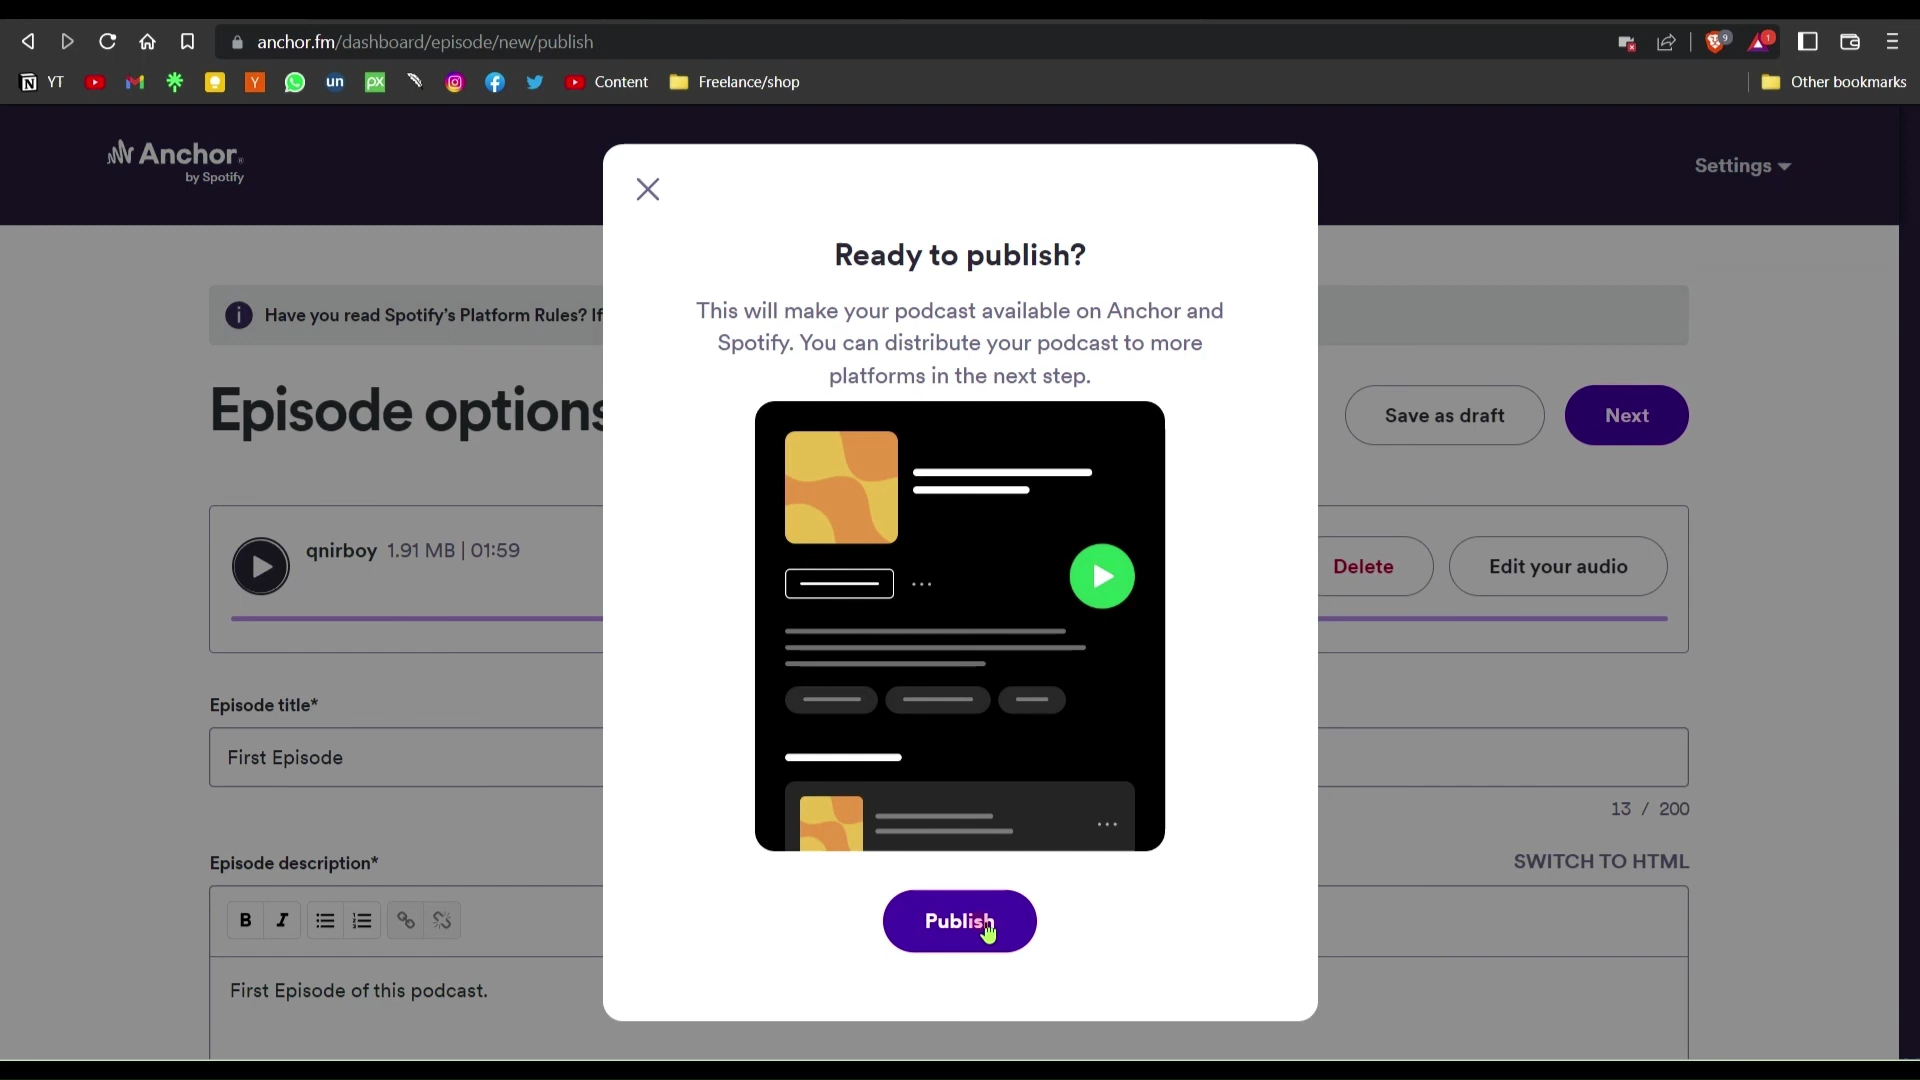 anchor.fm/dashboard/episode/new/publish
9
1
YT
Y
un
px
Content
Freelance/shop
Other bookmarks
Anchor
by Spotify
Settings
Ready to publish?
This will make your podcast available on Anchor and
Spotify. You can distribute your podcast to more
platforms in the next step.
Have you read Spotify's Platform Rules? If
Episode options
Save as draft
Next
qnirboy 1.91 MB | 01:59
Delete
Edit your audio
Episode title*
First Episode
13 / 200
Episode description*
SWITCH TO HTML
B I
First Episode of this podcast.
Publish